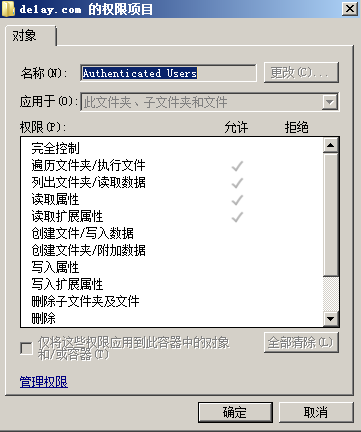 delay.com 的权限项目
对象
名称(N): Authenticated Users 更改(C)...
应用于(O): 此文件夹、子文件夹和文件
权限(P): 允许 拒绝
完全控制
遍历文件夹/执行文件
列出文件夹/读取数据
读取属性
读取扩展属性
创建文件/写入数据
创建文件夹/附加数据
写入属性
写入扩展属性
删除子文件夹及文件
删除
仅将这些权限应用到此容器中的对象
和/或容器(T)
全部清除(L)
管理权限
确定 取消